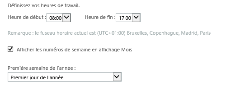 Définissez vos heures de travail.
Heure de début : 08:00 Heure de fin : 17:00
Remarque : le fuseau horaire actuel est (UTC+01:00) Bruxelles, Copenhague, Madrid, Paris
Afficher les numéros de semaine en affichage Mois
Première semaine de l'année :
Premier jour de l'année